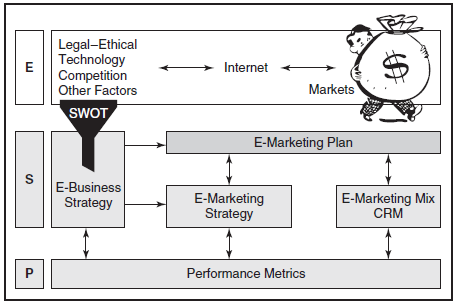 E
Legal–Ethical
Technology
Competition
Other Factors
Internet
Markets
$
SWOT
S
E-Business
Strategy
E-Marketing Plan
E-Marketing
Strategy
E-Marketing Mix
CRM
P
Performance Metrics